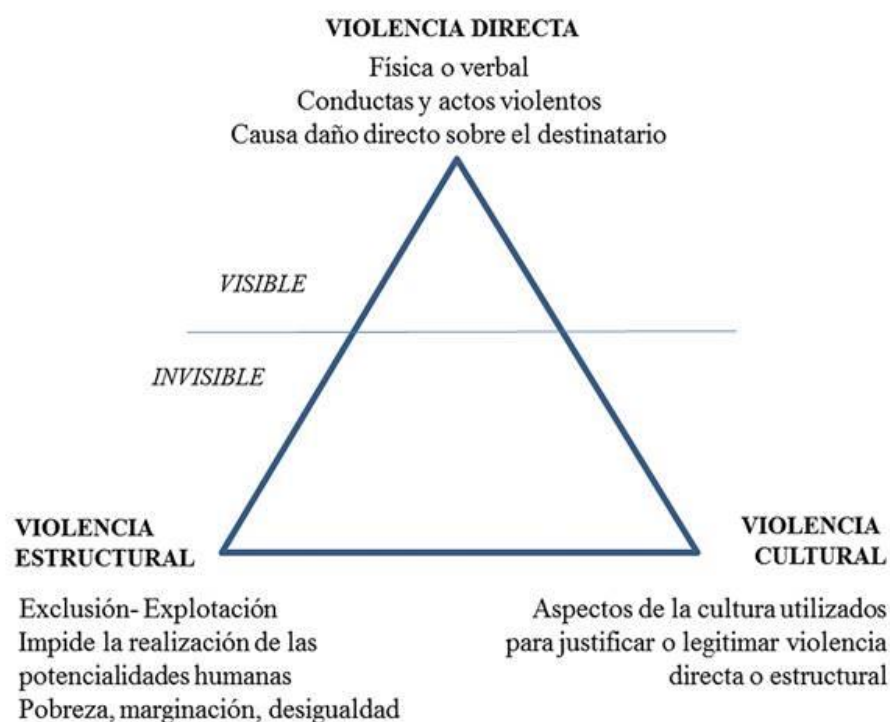 VIOLENCIA DIRECTA
Física o verbal
Conductas y actos violentos
Causa daño directo sobre el destinatario
VISIBLE
INVISIBLE
VIOLENCIA
ESTRUCTURAL
Exclusión- Explotación
Impide la realización de las
potencialidades humanas
Pobreza, marginación, desigualdad
VIOLENCIA
CULTURAL
Aspectos de la cultura utilizados
para justificar o legitimar violencia
directa o estructural